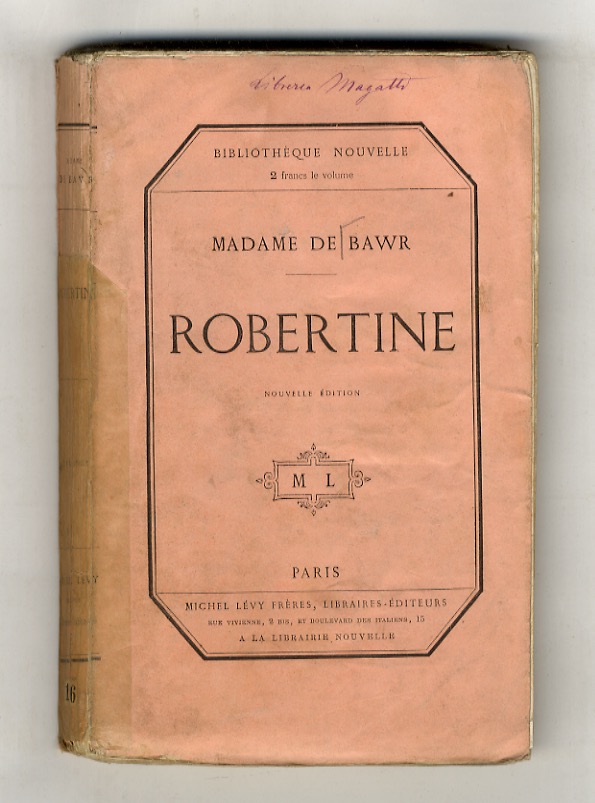 Libreria Magatti
BIBLIOTHÈQUE NOUVELLE
2 francs le volume
MADAME DE BAWR
ROBERTINE
NOUVELLE ÉDITION
M L
PARIS
MICHEL LÉVY FRÈRES, LIBRAIRES-ÉDITEURS
RUE VIVIENNE, 2 BIS, ET BOULEVARD DES ITALIENS, 15
A LA LIBRAIRIE NOUVELLE
16